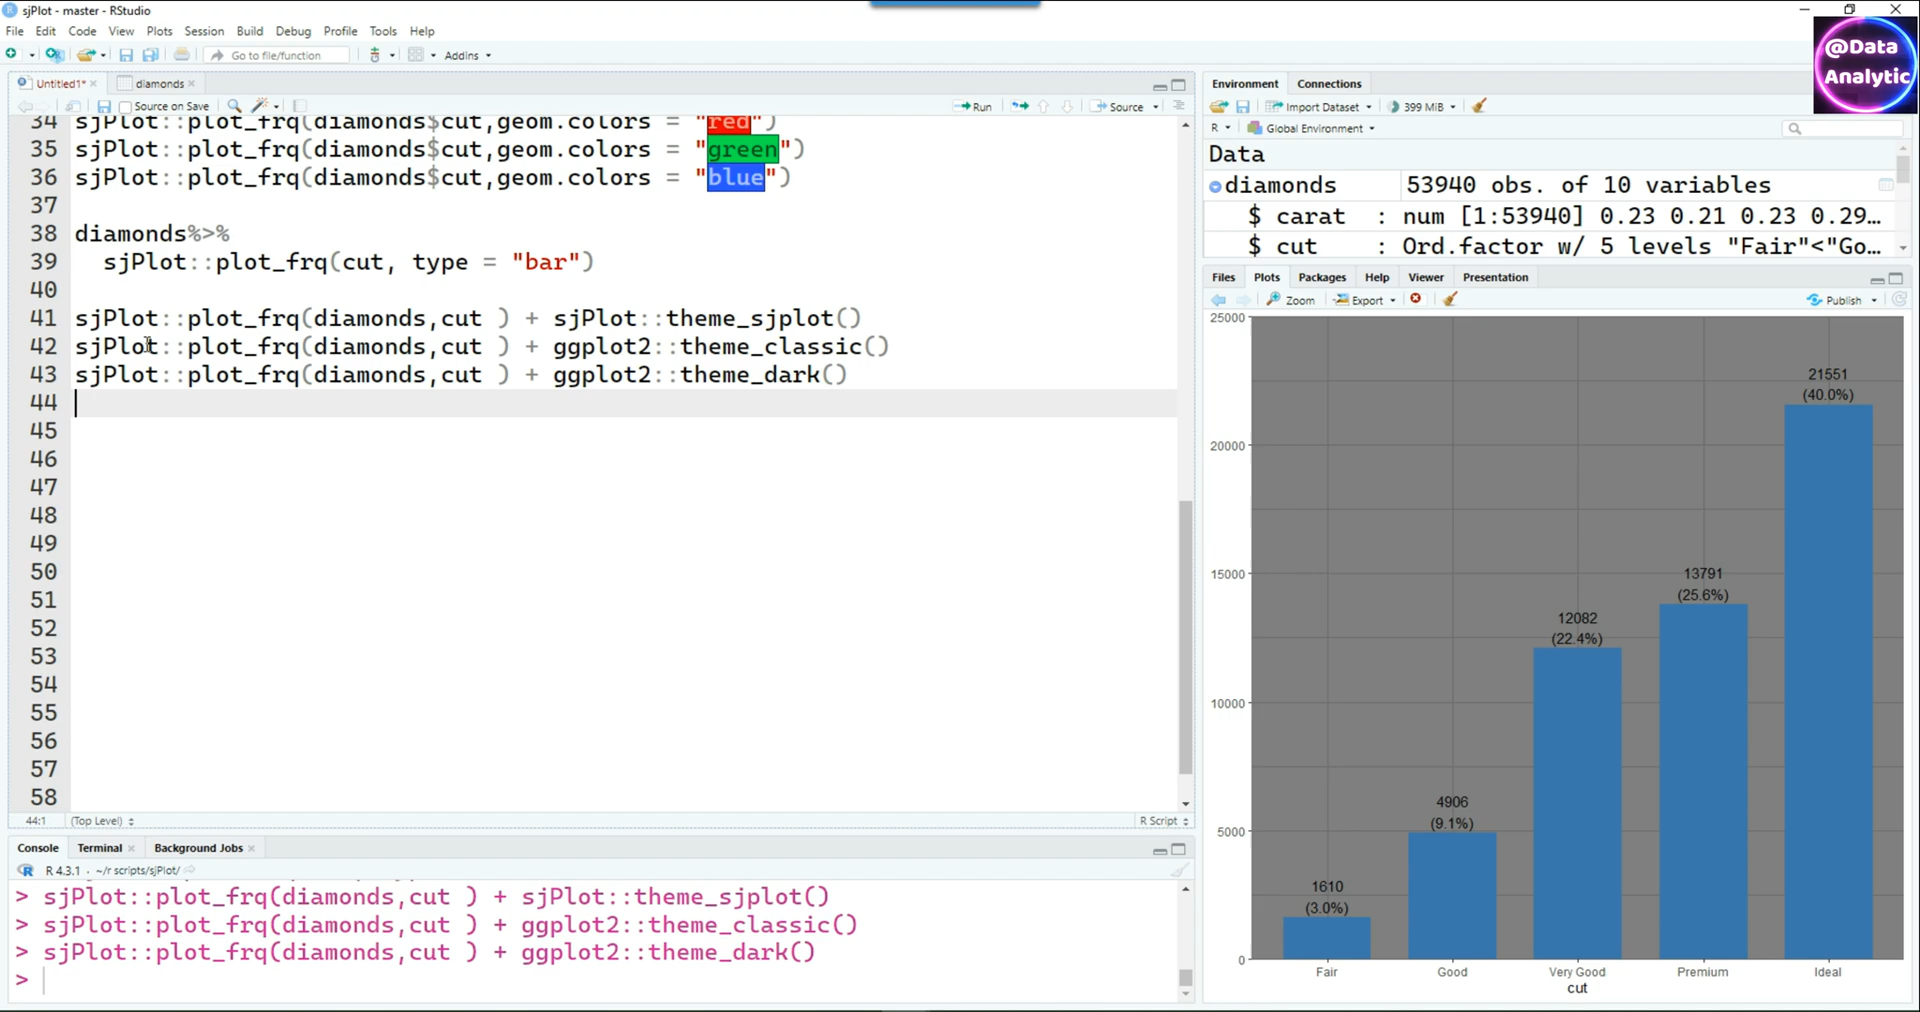 sjPlot - master - RStudio
File Edit Code View Plots Session Build Debug Profile Tools Help
Go to file/function Addins
@Data
Analytic
Untitled1* diamonds
Source on Save Run Source
34 sjPlot::plot_frq(diamonds$cut,geom.colors = "red")
35 sjPlot::plot_frq(diamonds$cut,geom.colors = "green")
36 sjPlot::plot_frq(diamonds$cut,geom.colors = "blue")
37
38 diamonds%>%
39 sjPlot::plot_frq(cut, type = "bar")
40
41 sjPlot::plot_frq(diamonds,cut ) + sjPlot::theme_sjplot()
42 sjPlot::plot_frq(diamonds,cut ) + ggplot2::theme_classic()
43 sjPlot::plot_frq(diamonds,cut ) + ggplot2::theme_dark()
44
45
46
47
48
49
50
51
52
53
54
55
56
57
58
44:1 (Top Level) R Script
Console Terminal Background Jobs
R 4.3.1 · ~/r scripts/sjPlot/
> sjPlot::plot_frq(diamonds,cut ) + sjPlot::theme_sjplot()
> sjPlot::plot_frq(diamonds,cut ) + ggplot2::theme_classic()
> sjPlot::plot_frq(diamonds,cut ) + ggplot2::theme_dark()
>
Environment Connections
Import Dataset 399 MiB
R Global Environment
Data
diamonds 53940 obs. of 10 variables
$ carat : num [1:53940] 0.23 0.21 0.23 0.29…
$ cut : Ord.factor w/ 5 levels "Fair"<"Go…
Files Plots Packages Help Viewer Presentation
Zoom Export Publish
25000
20000
15000
10000
5000
0
1610
(3.0%)
4906
(9.1%)
12082
(22.4%)
13791
(25.6%)
21551
(40.0%)
Fair Good Very Good Premium Ideal
cut